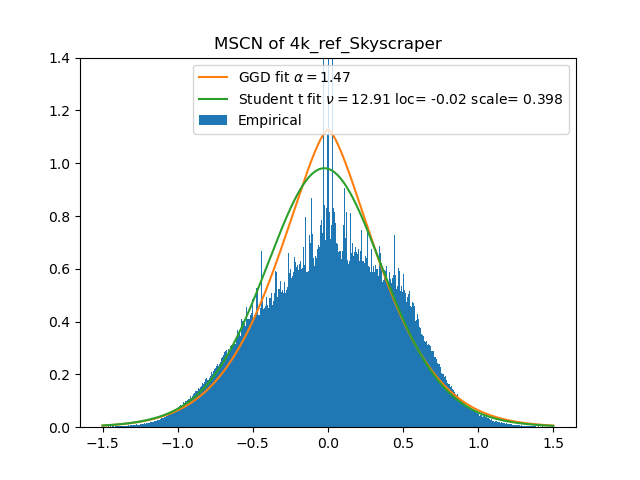 MSCN of 4k_ref_Skyscraper
GGD fit α = 1.47
Student t fit ν = 12.91 loc= -0.02 scale= 0.398
Empirical
1.4
1.2
1.0
0.8
0.6
0.4
0.2
0.0
−1.5 −1.0 −0.5 0.0 0.5 1.0 1.5